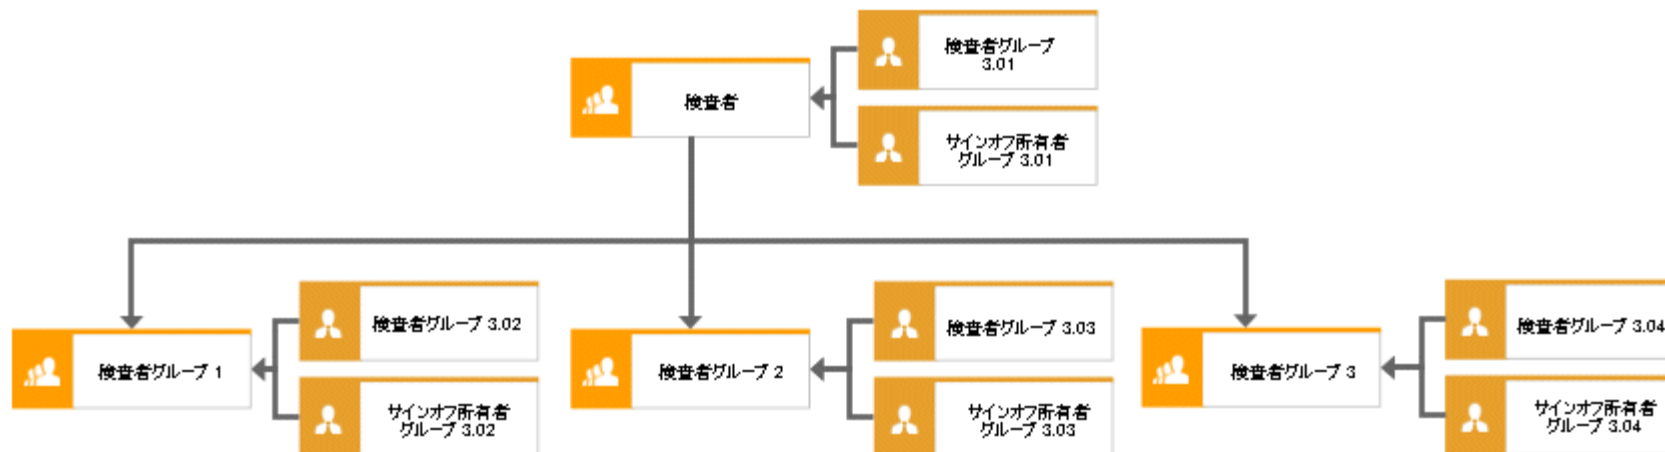 検査者グループ
3.01
検査者
サインオフ所有者
グループ 3.01
検査者グループ 3.02
検査者グループ 3.03
検査者グループ 3.04
検査者グループ 1
検査者グループ 2
検査者グループ 3
サインオフ所有者
グループ 3.02
サインオフ所有者
グループ 3.03
サインオフ所有者
グループ 3.04